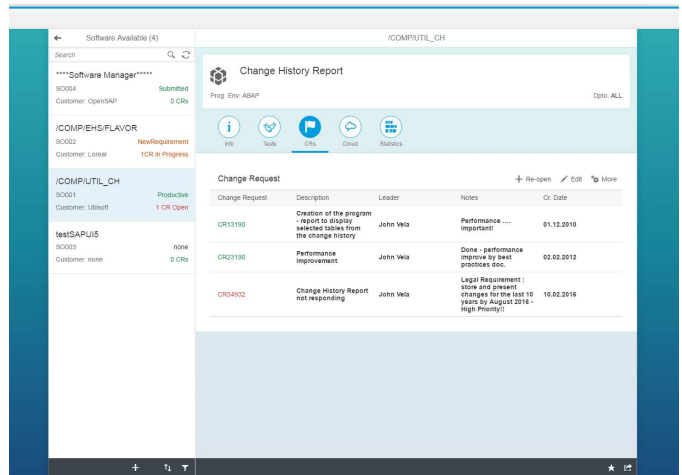 Software Available (4)
/COMP/UTIL_CH
Search
****Software Manager*****
SO004
Submitted
Customer: OpenSAP
0 CRs
/COMP/EHS/FLAVOR
SO002
NewRequirement
Customer: Loreal
1CR in Progress
/COMP/UTIL_CH
SO001
Productive
Customer: Ubisoft
1 CR Open
testSAPUI5
SO003
none
Customer: none
0 CRs
Change History Report
Prog. Env: ABAP
Dpto: ALL
Info
Tests
CRs
Cloud
Statistics
Change Request
Re-open
Edit
More
Change Request
Description
Leader
Notes
Cr. Date
CR13190
Creation of the program
- report to display
selected tables from
the change history
John Vela
Performance ....
Important!
01.12.2010
CR23190
Performance
Improvement
John Vela
Done - performance
improve by best
practices doc.
02.02.2012
CR34932
Change History Report
not responding
John Vela
Legal Requirement :
store and present
changes for the last 10
years by August 2016 -
High Priority!!
10.02.2016